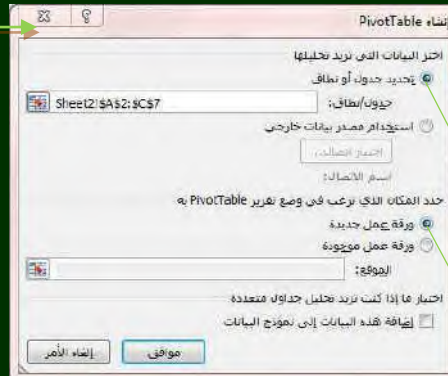 إنشاء PivotTable
اختر البيانات التي تريد تحليلها
تحديد جدول أو نطاق
جدول/نطاق: Sheet2!$A$2:$C$7
استخدام مصدر بيانات خارجي
اختيار اتصال...
اسم الاتصال:
حدد المكان الذي ترغب في وضع تقرير PivotTable به
ورقة عمل جديدة
ورقة عمل موجودة
الموقع:
اختيار ما إذا كنت تريد تحليل جداول متعددة
إضافة هذه البيانات إلى نموذج البيانات
موافق إلغاء الأمر